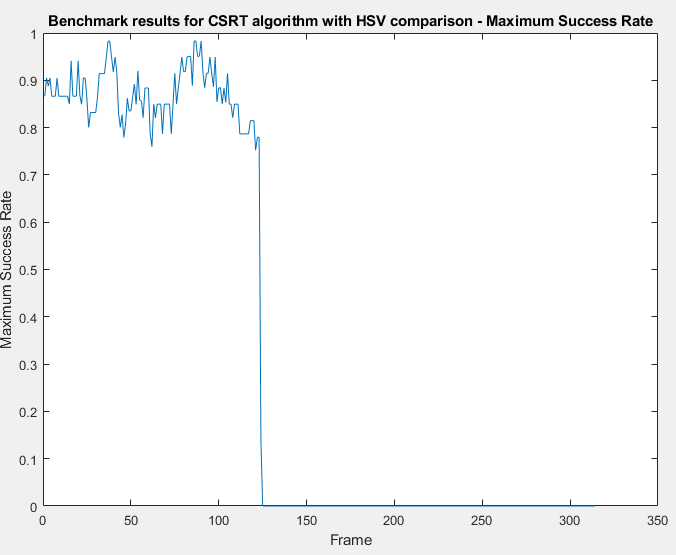 Benchmark results for CSRT algorithm with HSV comparison - Maximum Success Rate
Maximum Success Rate
1
0.9
0.8
0.7
0.6
0.5
0.4
0.3
0.2
0.1
0
0 50 100 150 200 250 300 350
Frame